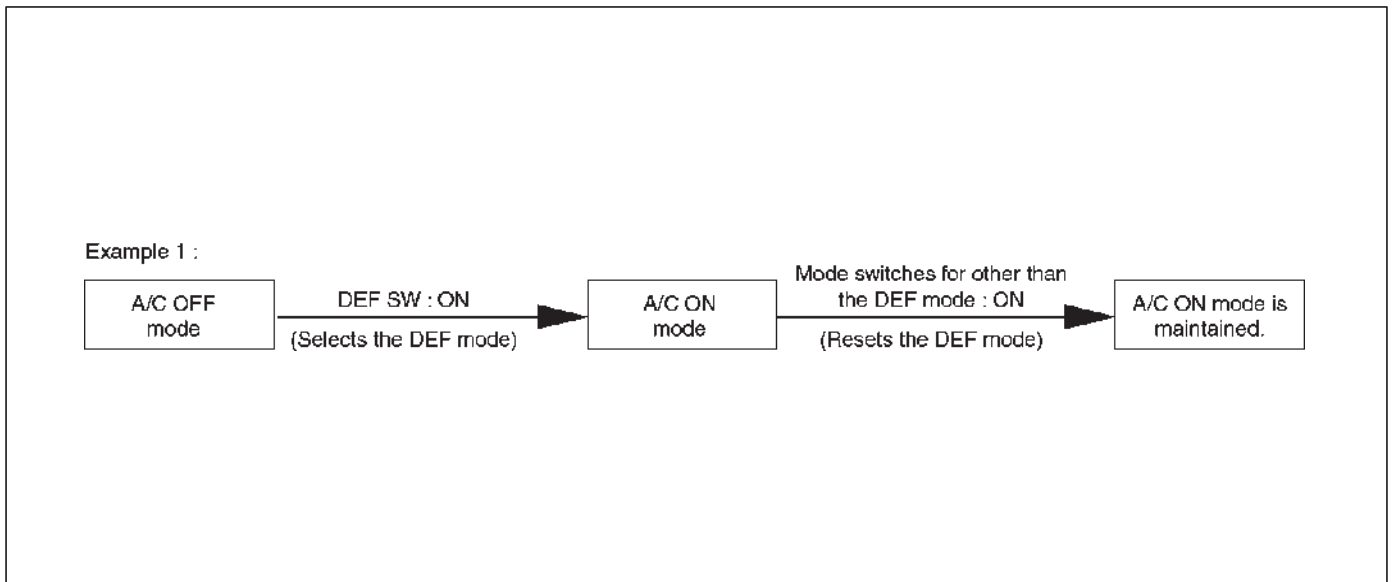 Example 1 :
A/C OFF
mode
DEF SW : ON
(Selects the DEF mode)
A/C ON
mode
Mode switches for other than
the DEF mode : ON
(Resets the DEF mode)
A/C ON mode is
maintained.